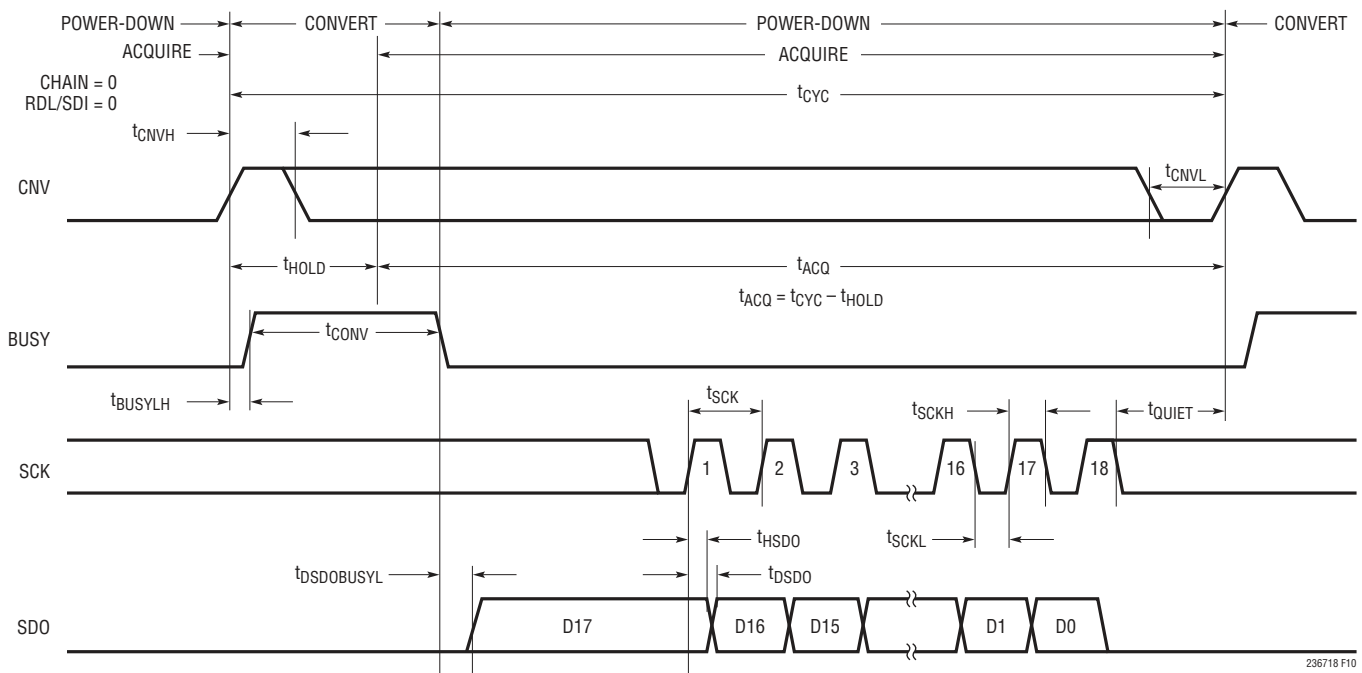 POWER-DOWN CONVERT POWER-DOWN CONVERT
ACQUIRE ACQUIRE
CHAIN = 0
RDL/SDI = 0
tCYC
tCNVH
CNV
tCNVL
tHOLD tACQ
tACQ = tCYC – tHOLD
BUSY
tCONV
tBUSYLH
tSCK
tSCKH
tQUIET
SCK
1 2 3 16 17 18
tHSDO
tSCKL
tDSDOBUSYL
tDSDO
SDO
D17 D16 D15 D1 D0
236718 F10